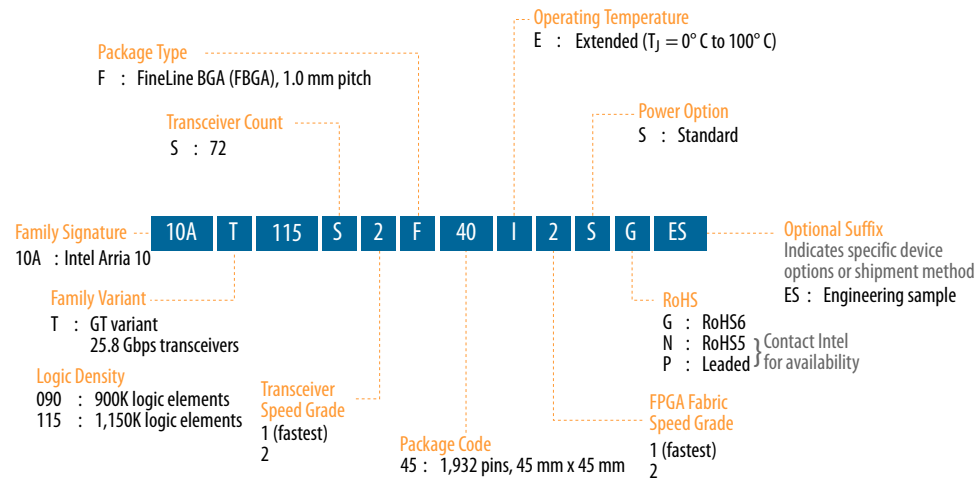 Operating Temperature
E : Extended (TJ = 0° C to 100° C)
Package Type
F : FineLine BGA (FBGA), 1.0 mm pitch
Transceiver Count
S : 72
Power Option
S : Standard
Family Signature
10A : Intel Arria 10
10A T 115 S 2 F 40 I 2 S G ES
Optional Suffix
Indicates specific device
options or shipment method
ES : Engineering sample
Family Variant
T : GT variant
25.8 Gbps transceivers
RoHS
G : RoHS6
N : RoHS5
P : Leaded
} Contact Intel
for availability
Logic Density
090 : 900K logic elements
115 : 1,150K logic elements
Transceiver
Speed Grade
1 (fastest)
2
Package Code
45 : 1,932 pins, 45 mm x 45 mm
FPGA Fabric
Speed Grade
1 (fastest)
2